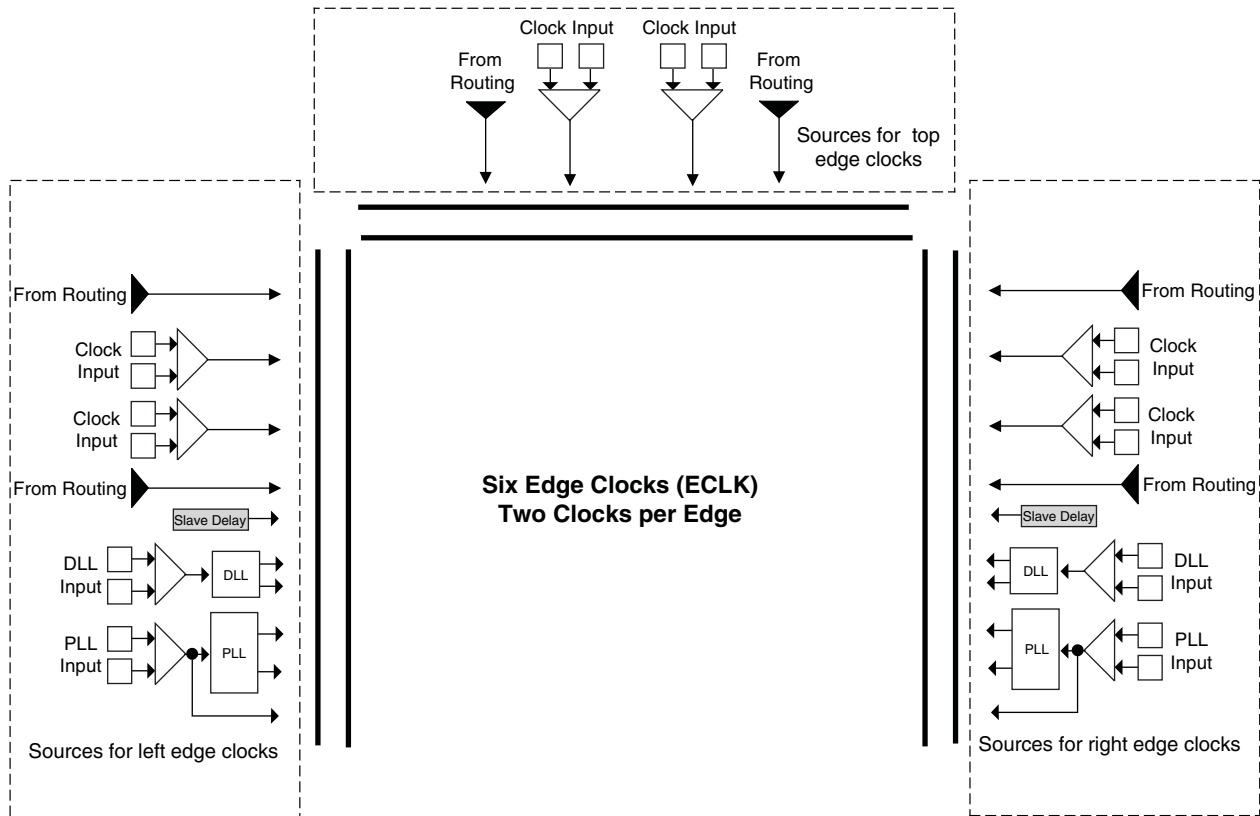 Clock Input
Clock Input
From
Routing
From
Routing
Sources for top
edge clocks
From Routing
Clock
Input
Clock
Input
From Routing
Slave Delay
DLL
Input
DLL
PLL
Input
PLL
Sources for left edge clocks
Six Edge Clocks (ECLK)
Two Clocks per Edge
From Routing
Clock
Input
Clock
Input
From Routing
Slave Delay
DLL
DLL
Input
PLL
PLL
Input
Sources for right edge clocks